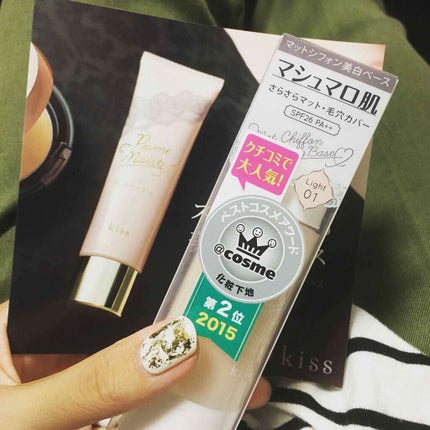 マットシフォン美白ベース
マシュマロ肌
さらさらマット・毛穴カバー
SPF26 PA++
Mat Chiffon
Base
Light
01
クチコミで
大人気!
ベストコスメアワード
@cosme
化粧下地
第2位
2015
kiss
kiss